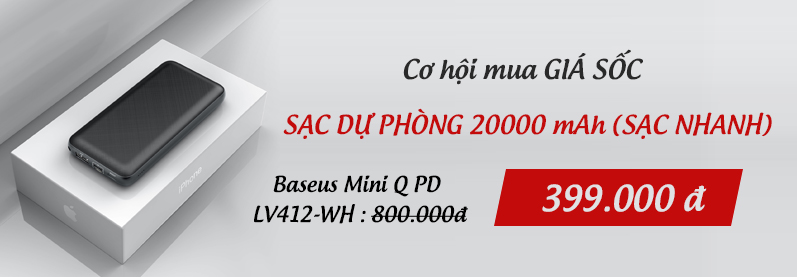 Cơ hội mua GIÁ SỐC
SẠC DỰ PHÒNG 20000 mAh (SẠC NHANH)
Baseus Mini Q PD
LV412-WH : 800.000đ
399.000 đ
iPhone